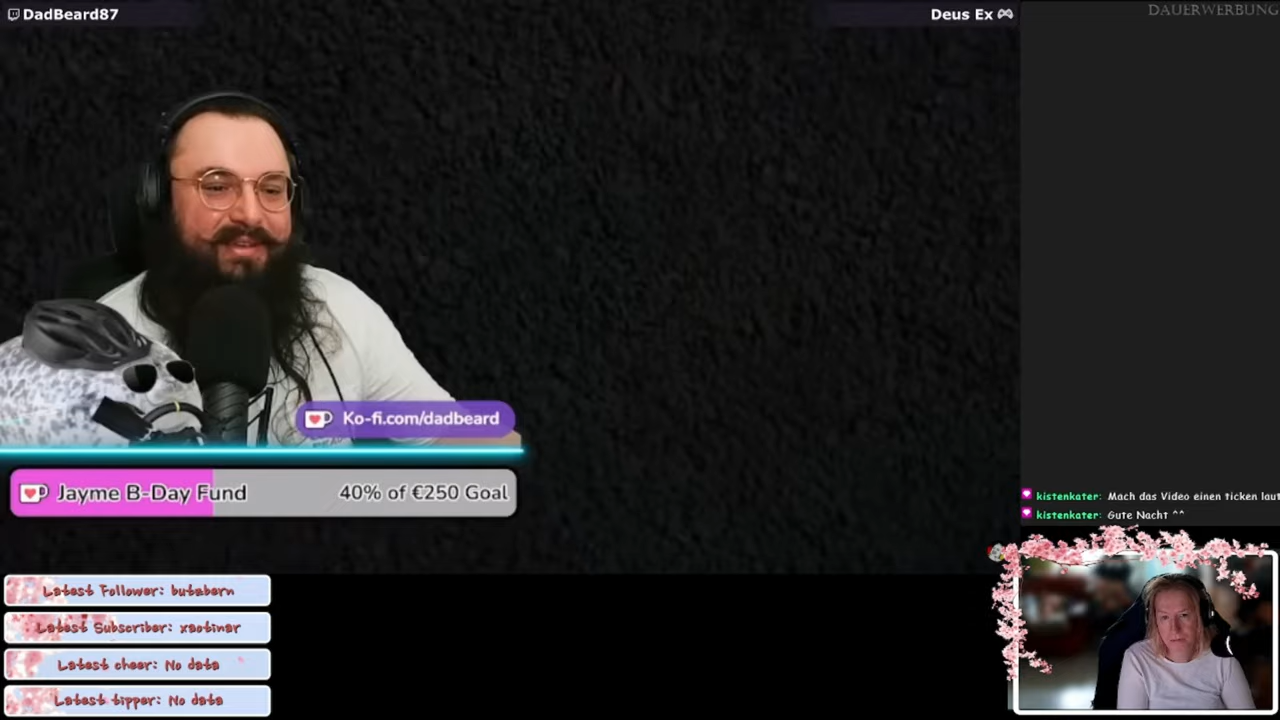 DadBeard87
Deus Ex
DAUERWERBUNG
Ko-fi.com/dadbeard
Jayme B-Day Fund
40% of €250 Goal
kistenkater: Mach das Video einen ticken laut
kistenkater: Gute Nacht ^^
Latest Follower: butzbern
Latest Subscriber: xaotinar
Latest cheer: No data
Latest tipper: No data